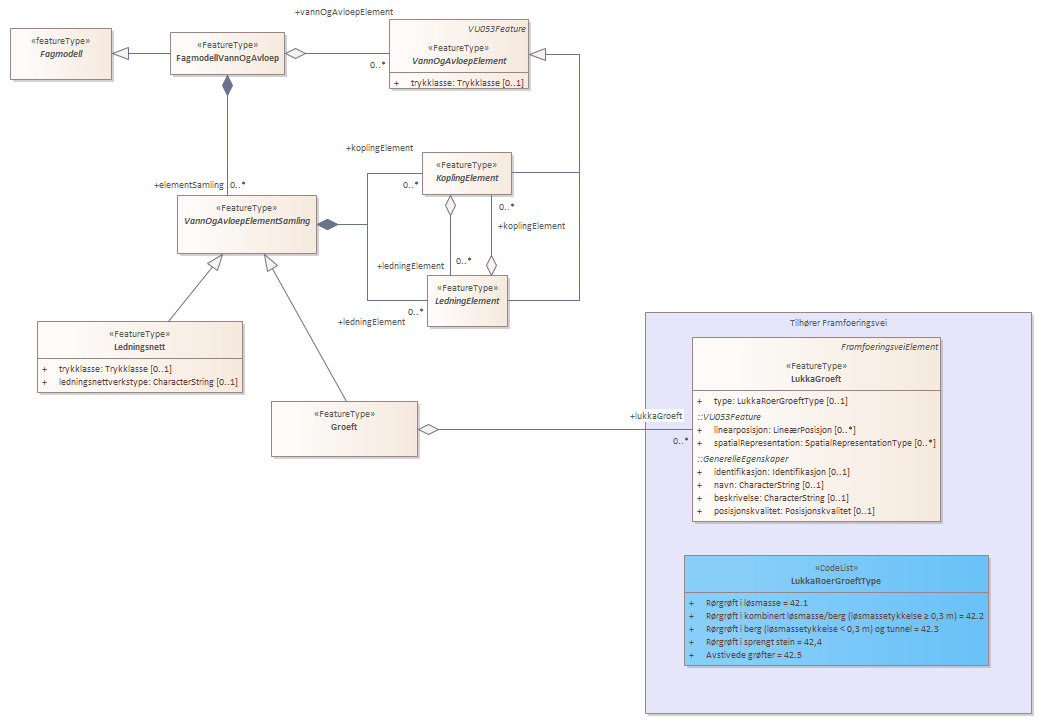 +vannOgAvloepElement
«featureType»
Fagmodell
«FeatureType»
FagmodellVannOgAvloep
VU053Feature
«FeatureType»
VannOgAvloepElement
+ trykklasse: Trykklasse [0..1]
0..*
+elementSamling
0..*
«FeatureType»
VannOgAvloepElementSamling
+koplingElement
0..*
«FeatureType»
KoplingElement
0..*
+koplingElement
0..*
+ledningElement
«FeatureType»
LedningElement
0..*
+ledningElement
«FeatureType»
Ledningsnett
+ trykklasse: Trykklasse [0..1]
+ ledningsnettverkstype: CharacterString [0..1]
«FeatureType»
Groeft
+lukkaGroeft
0..*
Tilhører Framfoeringsvei
FramfoeringsveiElement
«FeatureType»
LukkaGroeft
+ type: LukkaRoerGroeftType [0..1]
::VU053Feature
+ linearposisjon: LineærPosisjon [0..*]
+ spatialRepresentation: SpatialRepresentationType [0..*]
::GenerelleEgenskaper
+ identifikasjon: Identifikasjon [0..1]
+ navn: CharacterString [0..1]
+ beskrivelse: CharacterString [0..1]
+ posisjonskvalitet: Posisjonskvalitet [0..1]
«CodeList»
LukkaRoerGroeftType
+ Rørgrøft i løsmasse = 42.1
+ Rørgrøft i kombinert løsmasse/berg (løsmassetykkelse ≥ 0,3 m) = 42.2
+ Rørgrøft i berg (løsmassetykkelse < 0,3 m) og tunnel = 42.3
+ Rørgrøft i sprengt stein = 42,4
+ Avstivede grøfter = 42.5